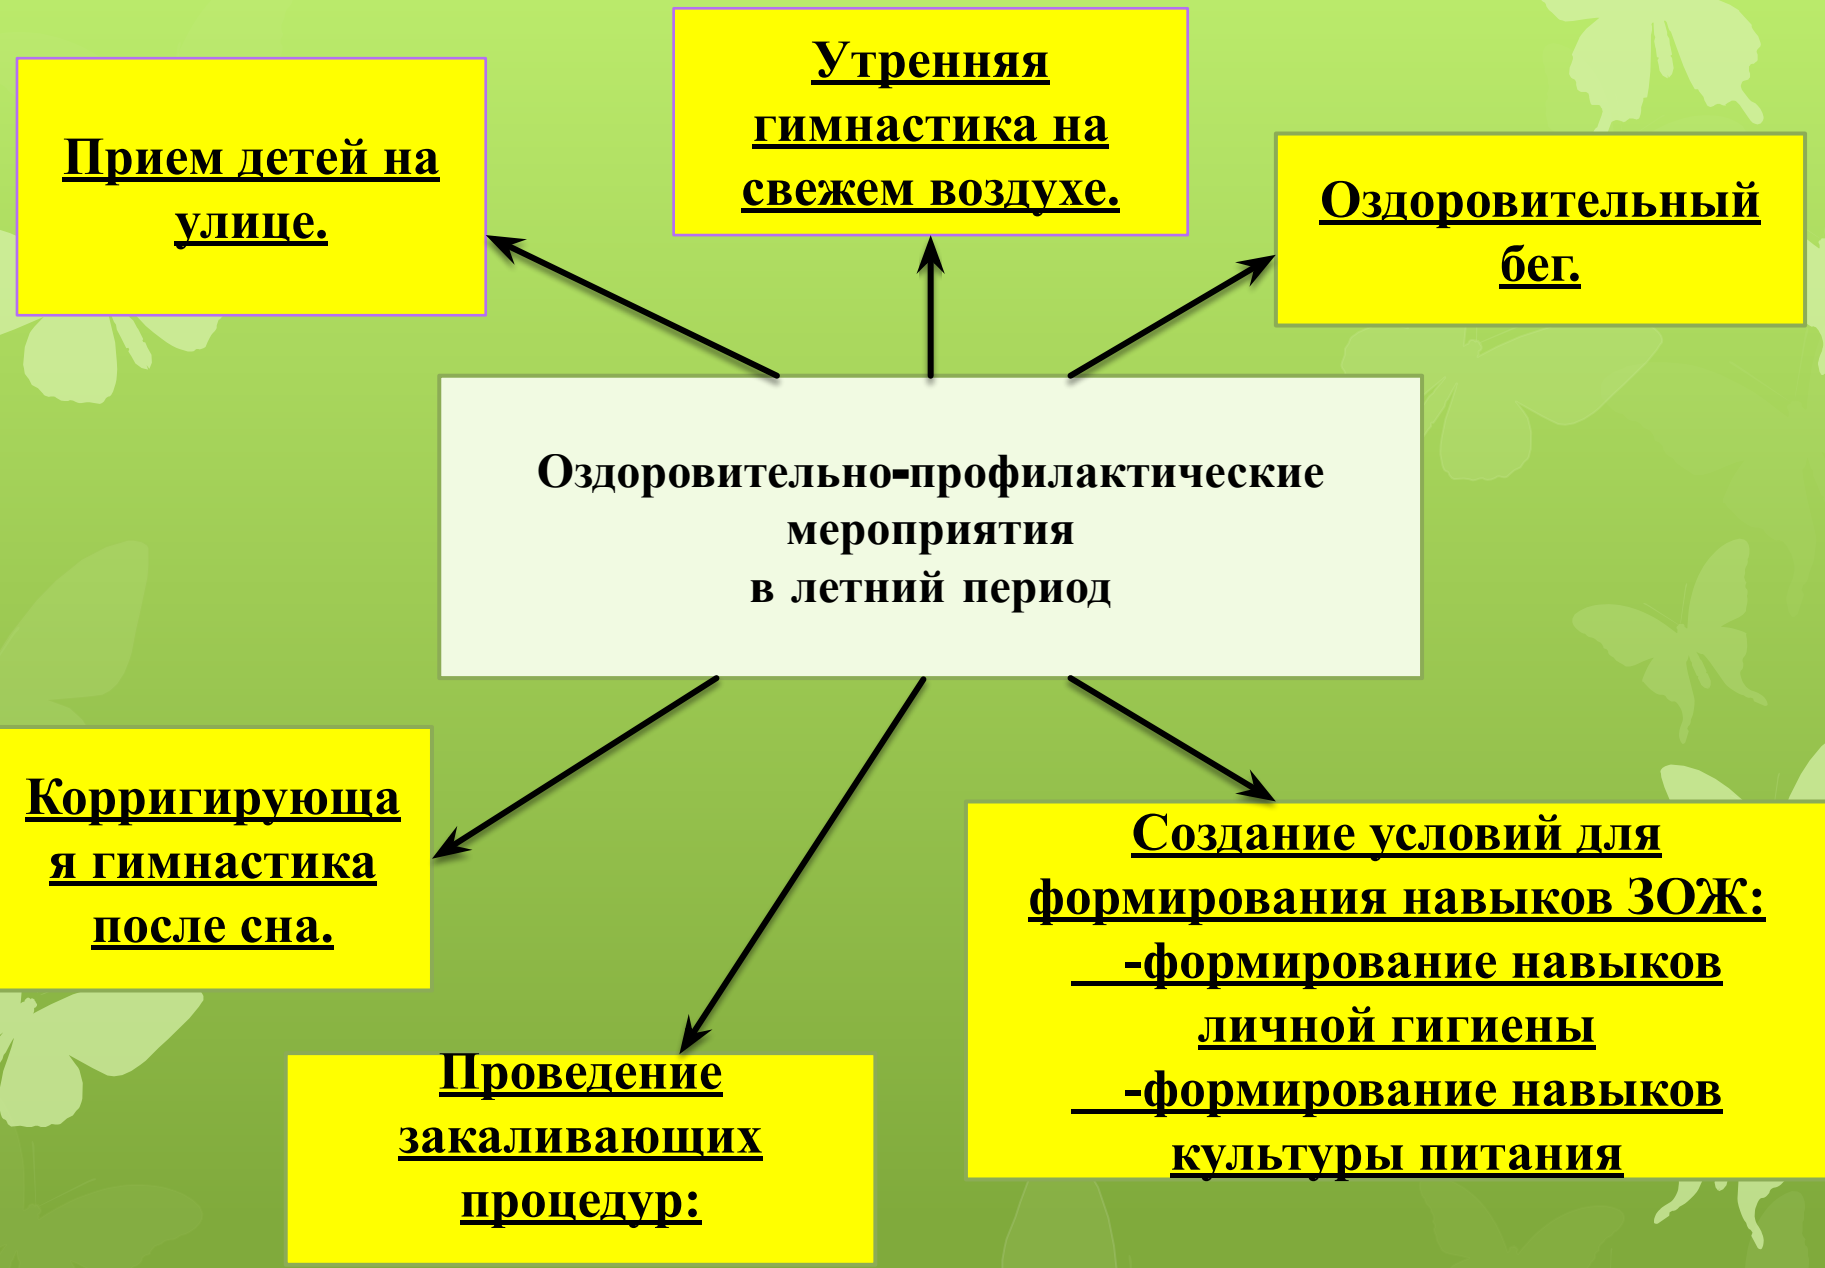 Прием детей на
улице.
Утренняя
гимнастика на
свежем воздухе.
Оздоровительный
бег.
Оздоровительно-профилактические
мероприятия
в летний период
Корригирующа
я гимнастика
после сна.
Проведение
закаливающих
процедур:
Создание условий для
формирования навыков ЗОЖ:
-формирование навыков
личной гигиены
-формирование навыков
культуры питания